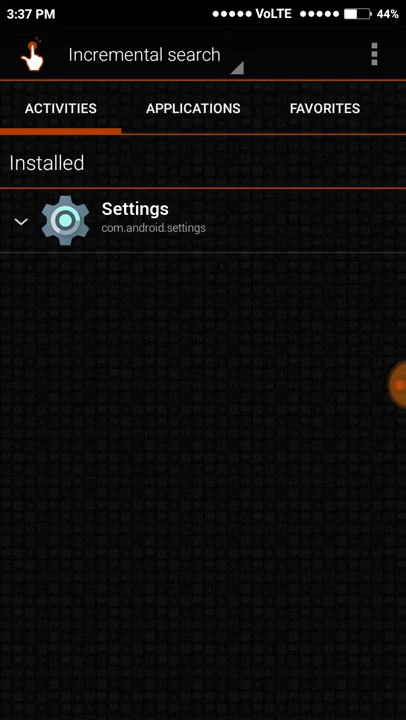 3:37 PM VoLTE 44%
Incremental search
ACTIVITIES APPLICATIONS FAVORITES
Installed
Settings
com.android.settings